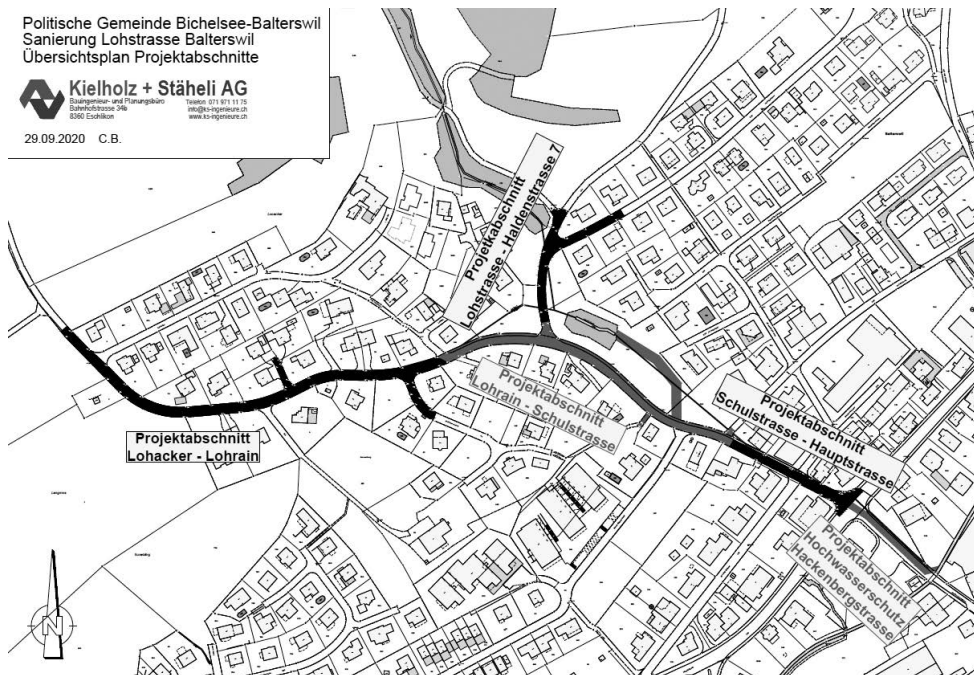 Politische Gemeinde Bichelsee-Balterswil
Sanierung Lohstrasse Balterswil
Übersichtsplan Projektabschnitte
Kielholz + Stäheli AG
Bauingenieur- und Planungsbüro
Bahnhofstrasse 34b
8360 Eschlikon
Telefon 071 971 11 75
info@ks-ingenieure.ch
www.ks-ingenieure.ch
29.09.2020 C.B.
Projetkabschnitt
Lohstrasse - Haldenstrasse 7
Projektabschnitt
Lohrain - Schulstrasse
Projektabschnitt
Schulstrasse - Hauptstrasse
Projektabschnitt
Lohacker - Lohrain
Projektabschnitt
Hochwasserschutz
Hackenbergstrasse